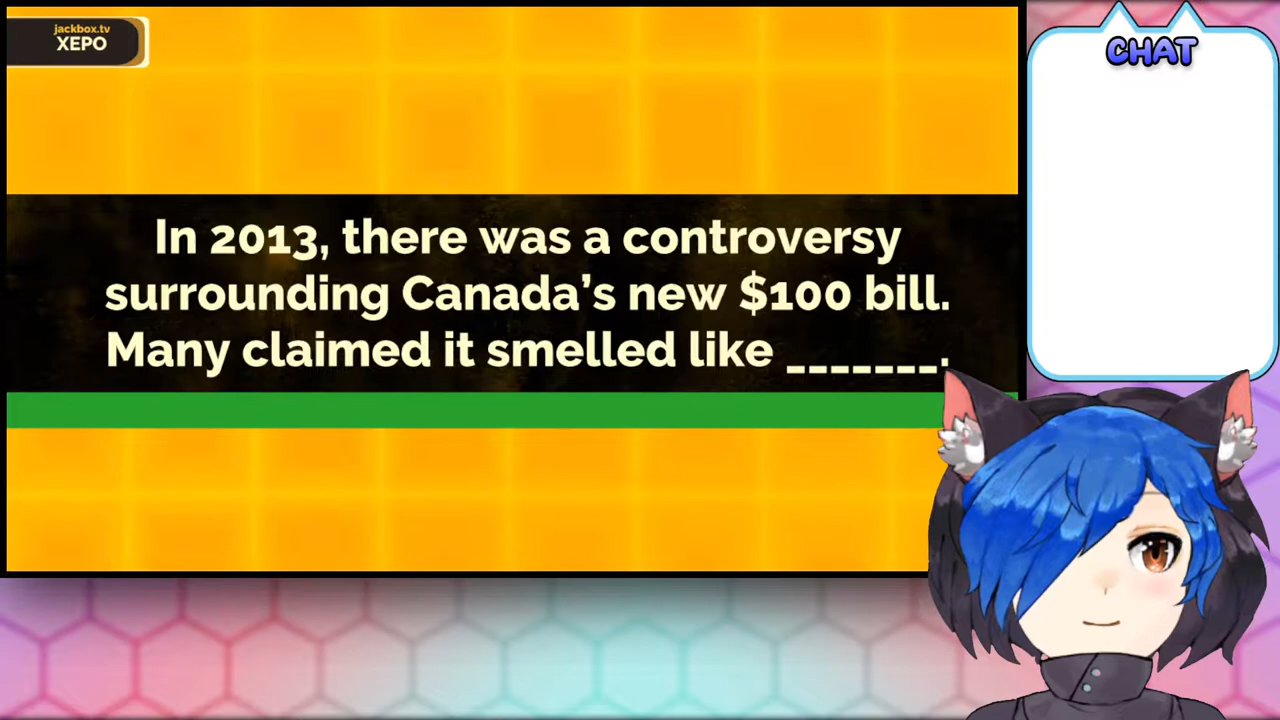 jackbox.tv
XEPO
CHAT
In 2013, there was a controversy
surrounding Canada’s new $100 bill.
Many claimed it smelled like _______.